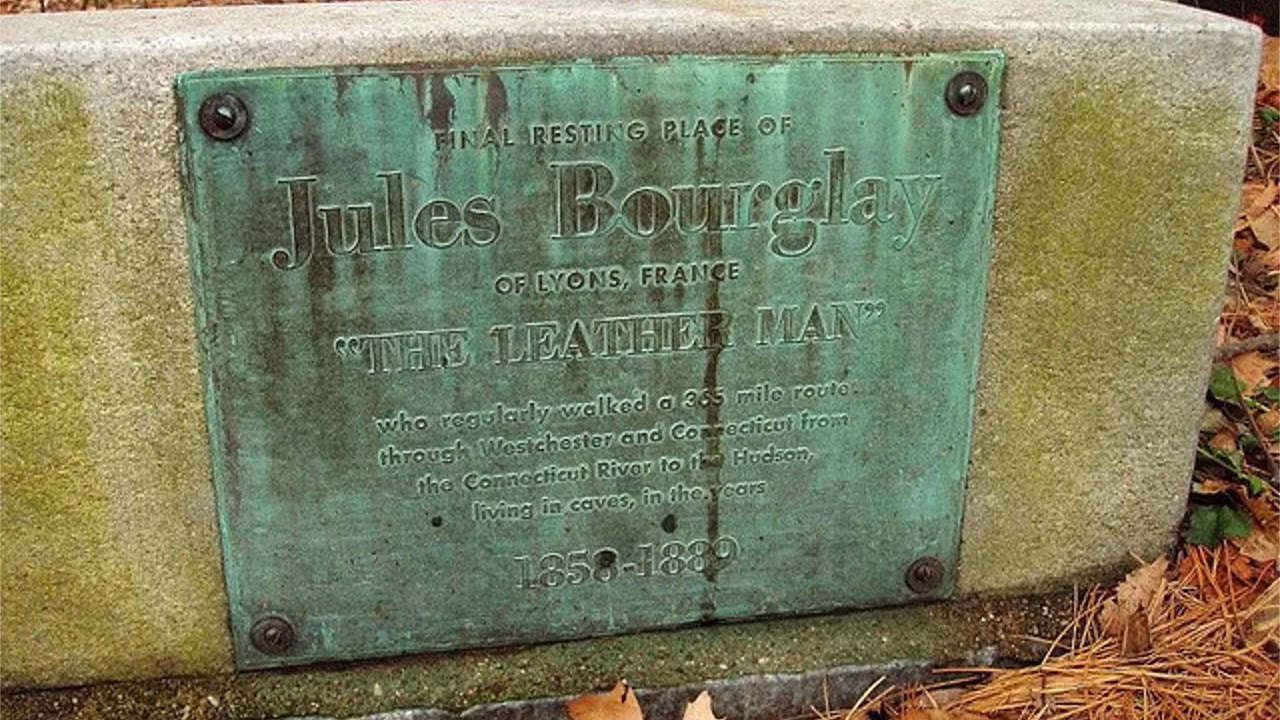 FINAL RESTING PLACE OF
Jules Bourglay
OF LYONS, FRANCE
“THE LEATHER MAN”
who regularly walked a 365 mile route
through Westchester and Connecticut from
the Connecticut River to the Hudson,
living in caves, in the years
1858-1889